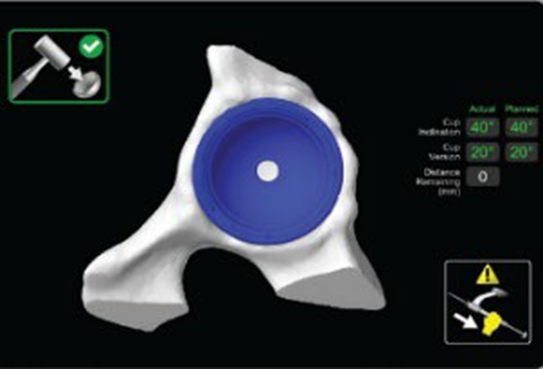 Actual Planned
Cup Inclination 40° 40°
Cup Version 20° 20°
Distance Remaining (mm) 0